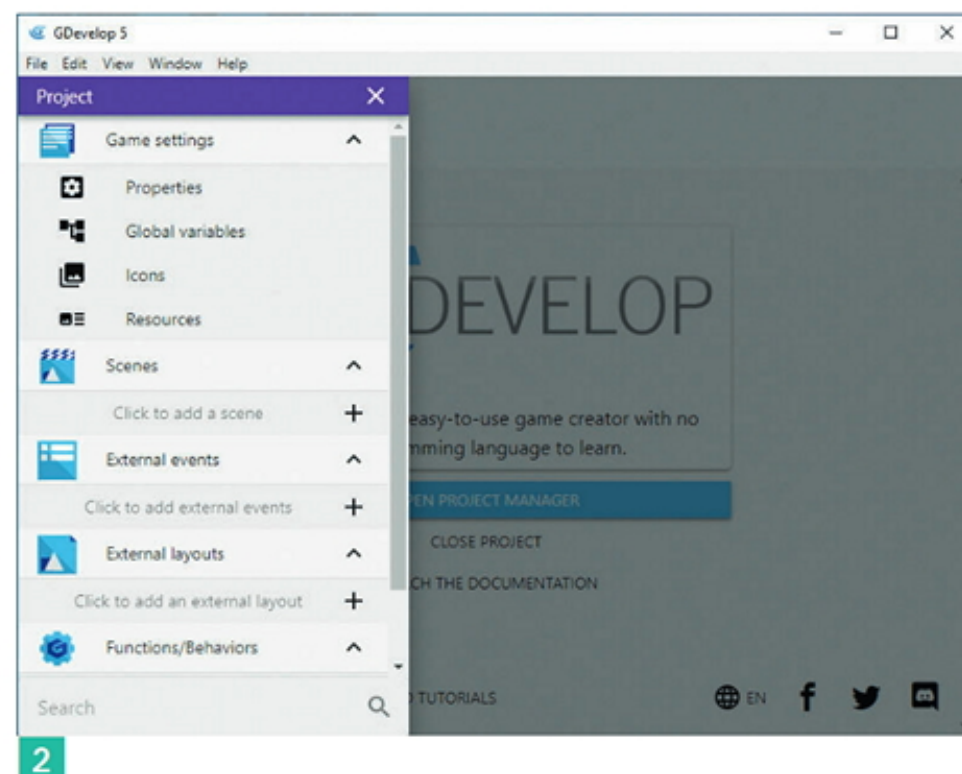 GDevelop 5
File Edit View Window Help
Project
Game settings
Properties
Global variables
Icons
Resources
Scenes
Click to add a scene
External events
Click to add external events
External layouts
Click to add an external layout
Functions/Behaviors
Search
DEVELOP
easy-to-use game creator with no
language to learn.
PROJECT MANAGER
CLOSE PROJECT
THE DOCUMENTATION
TUTORIALS
EN
2